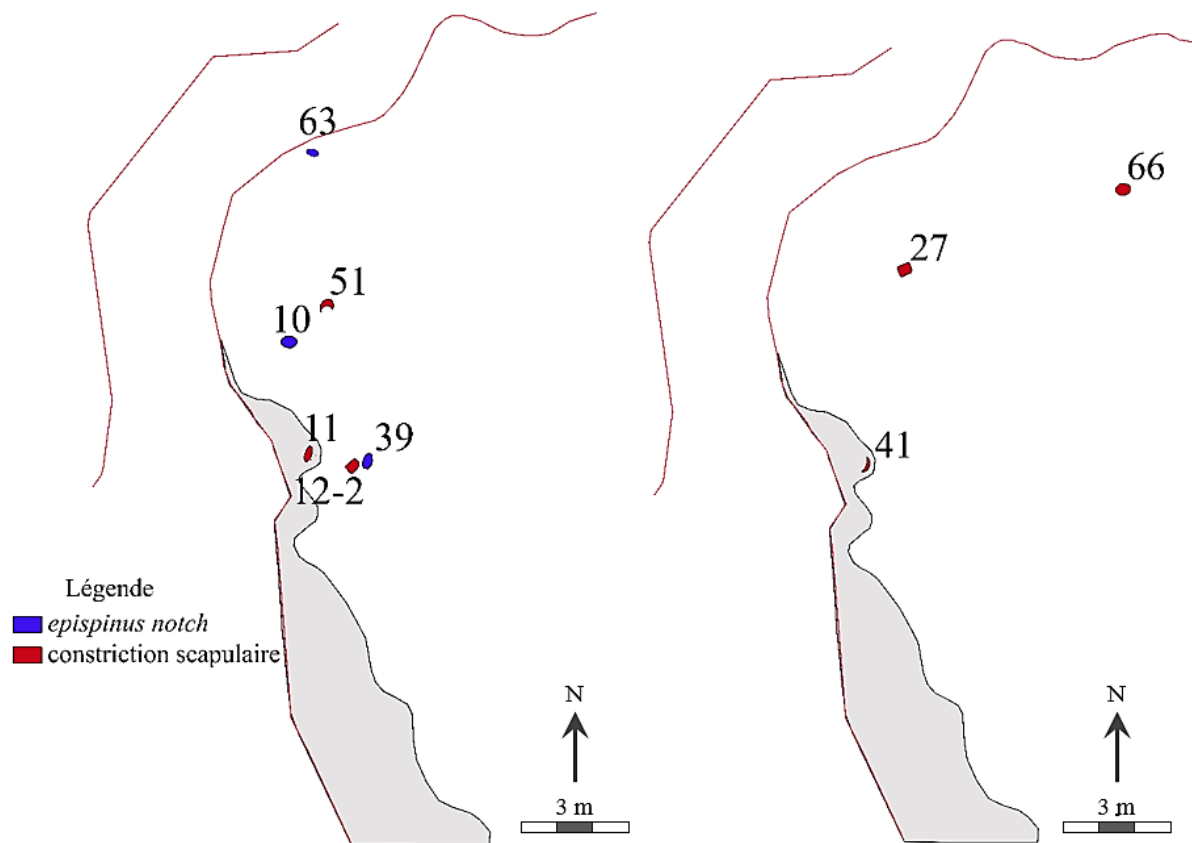 63
51
10
11
39
12-2
Légende
epispinus notch
constriction scapulaire
N
3 m
66
27
41
N
3 m